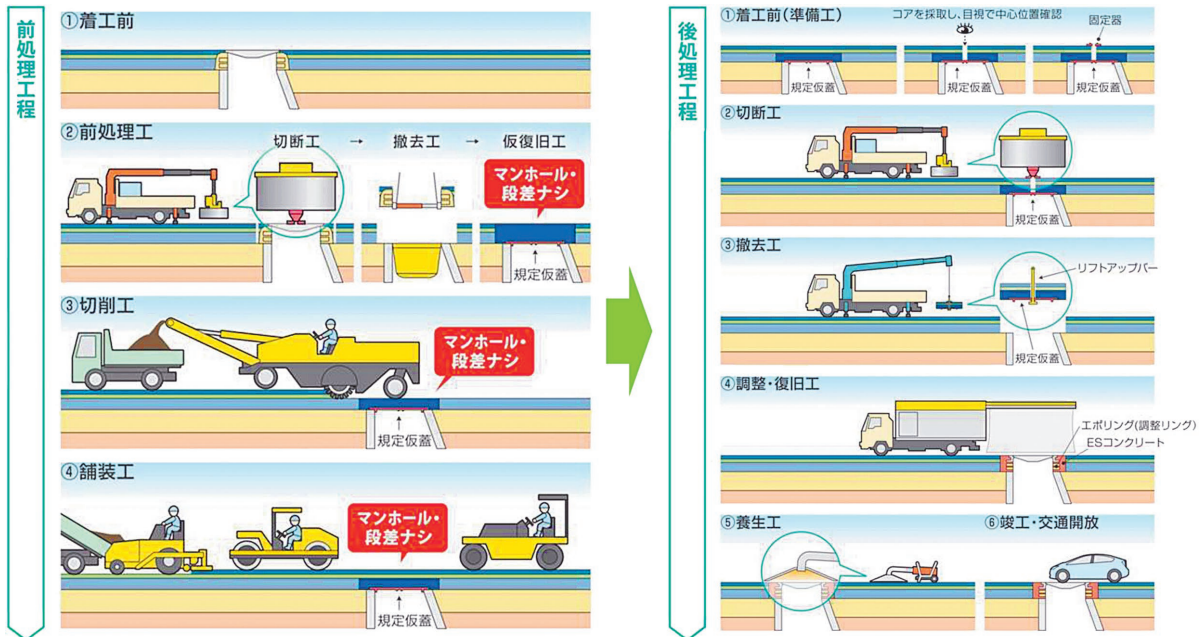 前処理工程
①着工前
②前処理工
切断工 → 撤去工 → 仮復旧工
マンホール・
段差ナシ
規定仮蓋
③切削工
マンホール・
段差ナシ
規定仮蓋
④舗装工
マンホール・
段差ナシ
規定仮蓋
後処理工程
①着工前(準備工)
コアを採取し、目視で中心位置確認
固定器
規定仮蓋
規定仮蓋
規定仮蓋
②切断工
規定仮蓋
③撤去工
リフトアップバー
規定仮蓋
④調整・復旧工
エポリング(調整リング)
ESコンクリート
⑤養生工
⑥竣工・交通開放